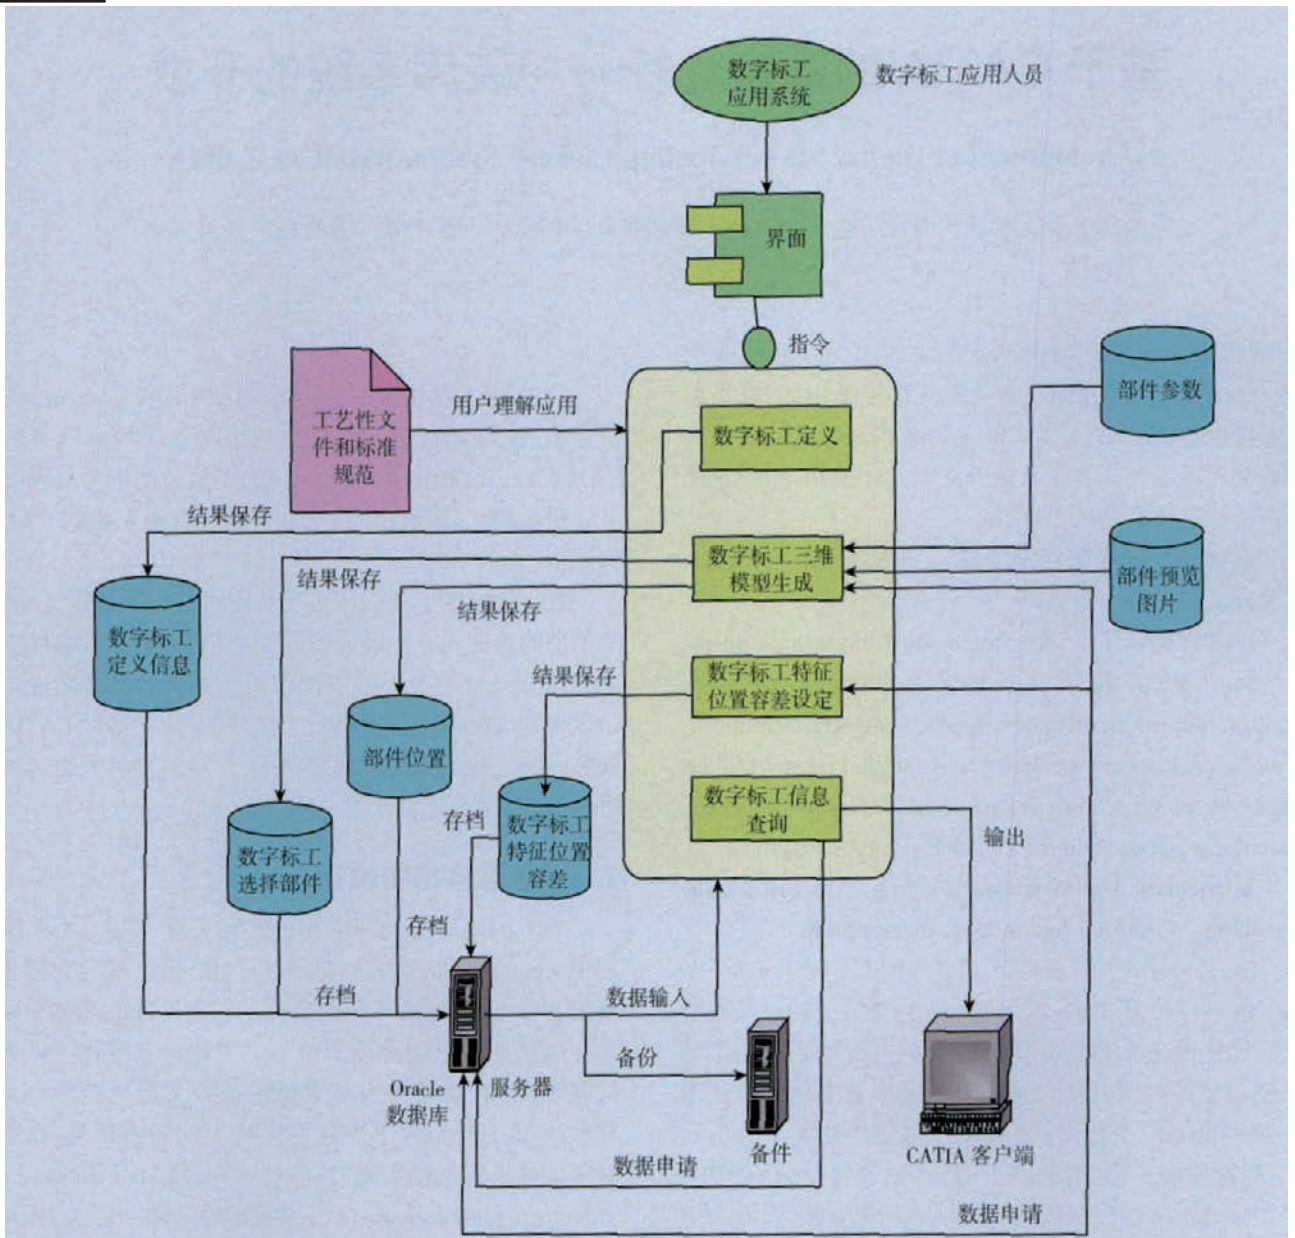 数字标工
应用系统
数字标工应用人员
界面
指令
部件参数
工艺性文
件和标准
规范
用户理解应用
数字标工定义
结果保存
数字标工三维
模型生成
部件预览
图片
结果保存
结果保存
数字标工
定义信息
数字标工特征
位置容差设定
结果保存
部件位置
数字标工信息
查询
存档
数字标工
特征位置
容差
输出
数字标工
选择部件
存档
存档
数据输入
备份
Oracle
数据库
服务器
备件
CATIA 客户端
数据申请
数据申请